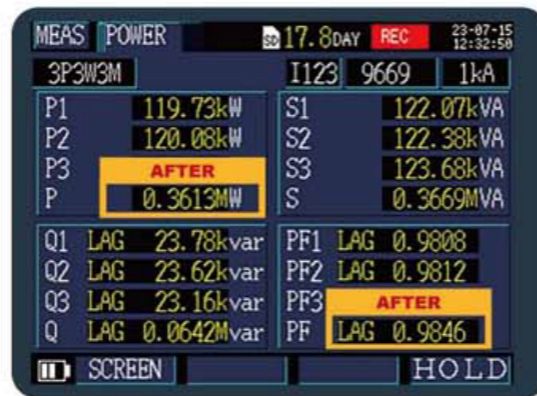 MEAS POWER SD 17.8DAY REC 23-07-15
12:32:50
3P3W3M I123 9669 1kA
P1 119.73kW
P2 120.08kW
P3 AFTER
P 0.3613MW
S1 122.07kVA
S2 122.38kVA
S3 123.68kVA
S 0.3669MVA
Q1 LAG 23.78kvar
Q2 LAG 23.62kvar
Q3 LAG 23.16kvar
Q LAG 0.0642Mvar
PF1 LAG 0.9808
PF2 LAG 0.9812
PF3 AFTER
PF LAG 0.9846
SCREEN HOLD